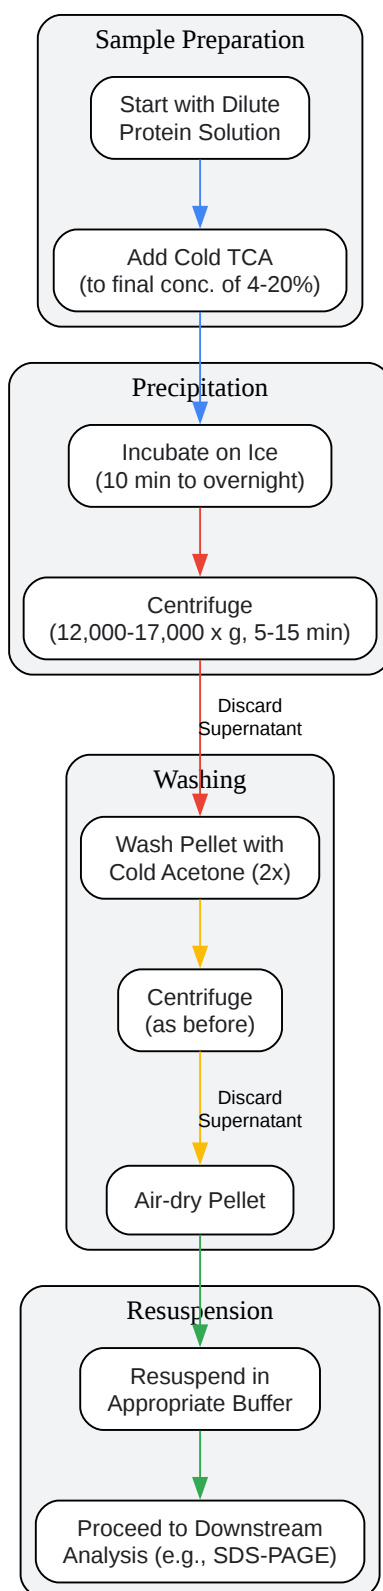 Sample Preparation
Start with Dilute
Protein Solution
Add Cold TCA
(to final conc. of 4-20%)
Precipitation
Incubate on Ice
(10 min to overnight)
Centrifuge
(12,000-17,000 x g, 5-15 min)
Discard
Supernatant
Washing
Wash Pellet with
Cold Acetone (2x)
Centrifuge
(as before)
Discard
Supernatant
Air-dry Pellet
Resuspension
Resuspend in
Appropriate Buffer
Proceed to Downstream
Analysis (e.g., SDS-PAGE)